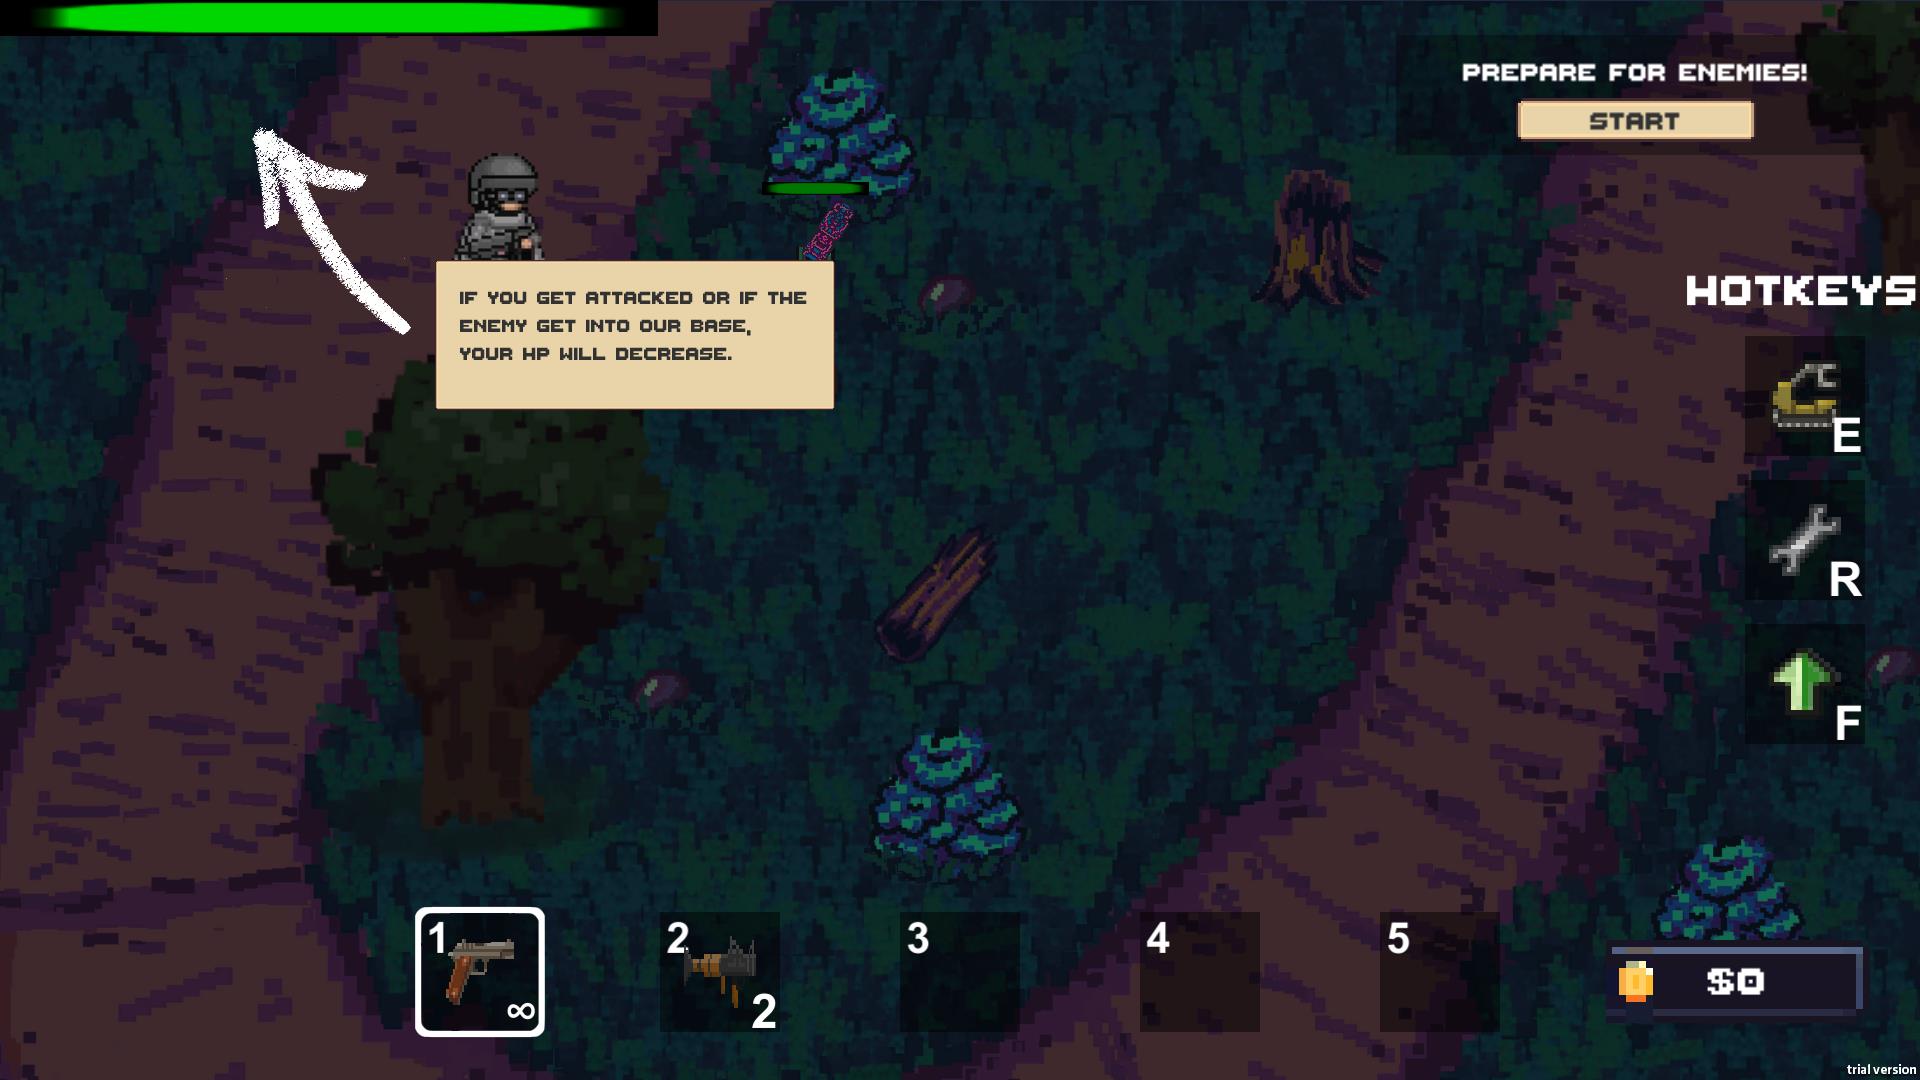 PREPARE FOR ENEMIES!
START
IF YOU GET ATTACKED OR IF THE
ENEMY GET INTO OUR BASE,
YOUR HP WILL DECREASE.
HOTKEYS
E
R
F
1
∞
2
2
3
4
5
$0
trial version